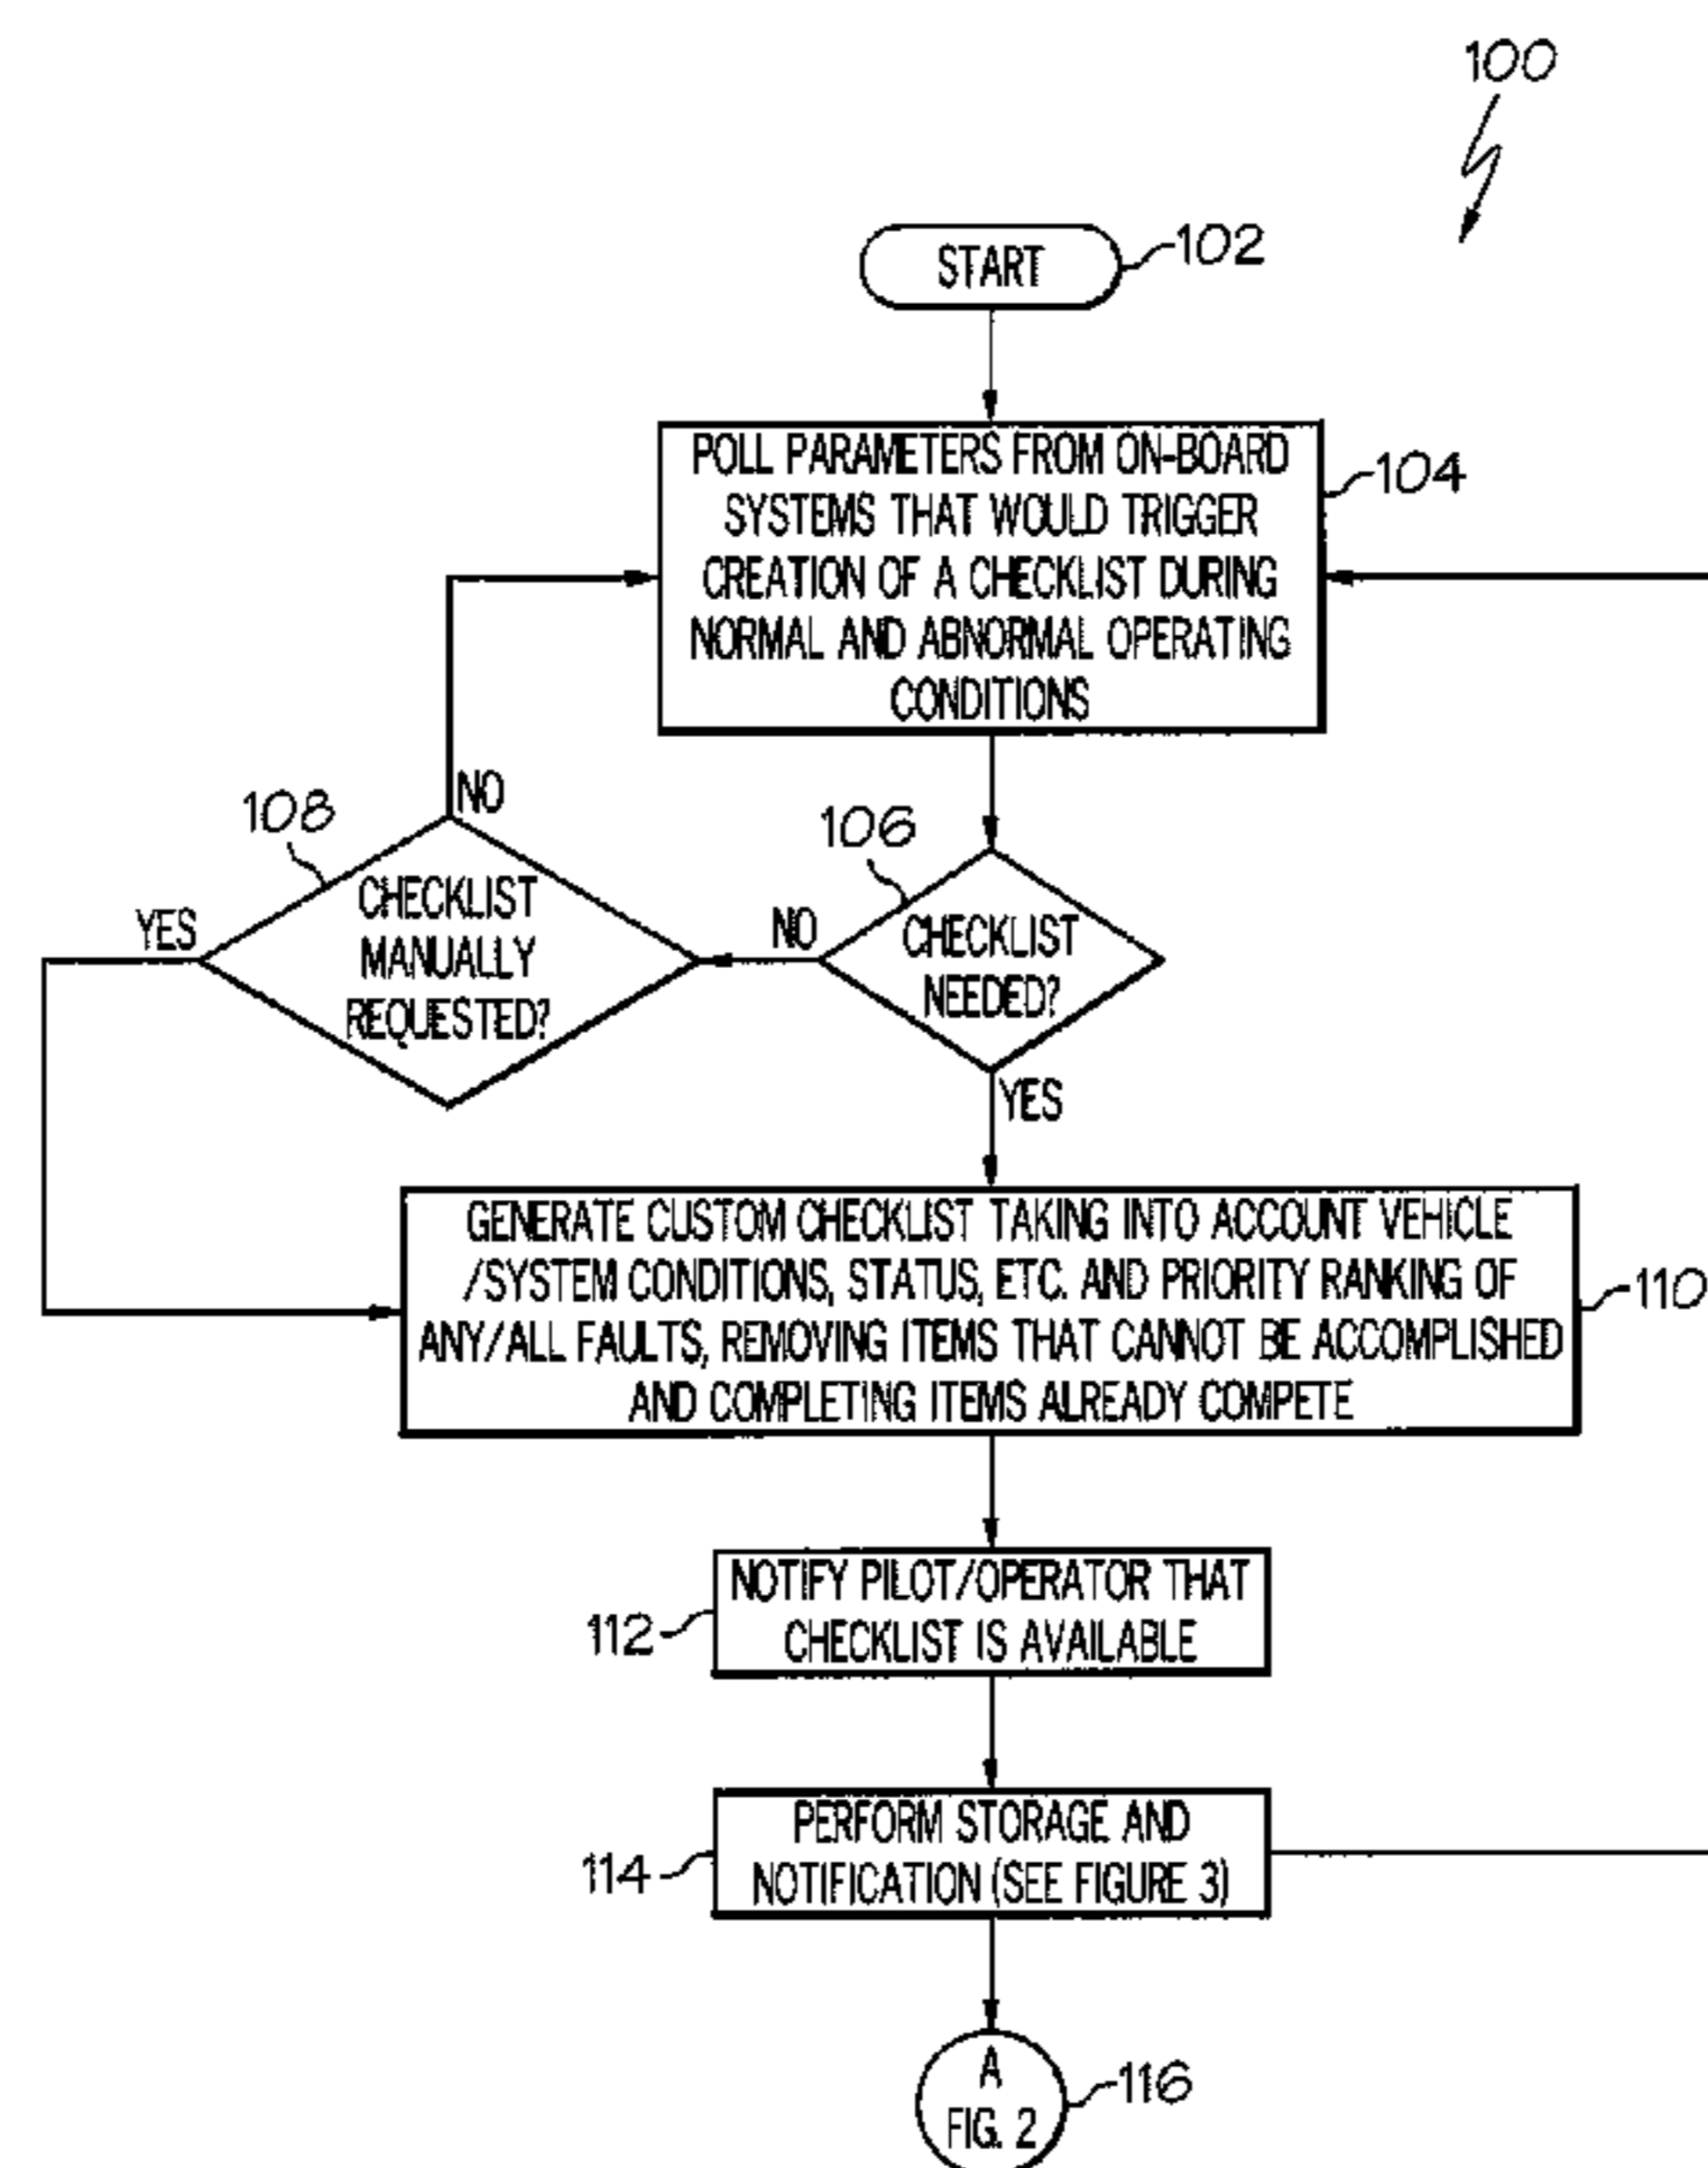 100
START
102
POLL PARAMETERS FROM ON-BOARD
SYSTEMS THAT WOULD TRIGGER
CREATION OF A CHECKLIST DURING
NORMAL AND ABNORMAL OPERATING
CONDITIONS
104
NO
108
CHECKLIST
MANUALLY
REQUESTED?
YES
106
NO
CHECKLIST
NEEDED?
YES
GENERATE CUSTOM CHECKLIST TAKING INTO ACCOUNT VEHICLE
/SYSTEM CONDITIONS, STATUS, ETC. AND PRIORITY RANKING OF
ANY/ALL FAULTS, REMOVING ITEMS THAT CANNOT BE ACCOMPLISHED
AND COMPLETING ITEMS ALREADY COMPETE
110
NOTIFY PILOT/OPERATOR THAT
CHECKLIST IS AVAILABLE
112
PERFORM STORAGE AND
NOTIFICATION (SEE FIGURE 3)
114
A
FIG. 2
116